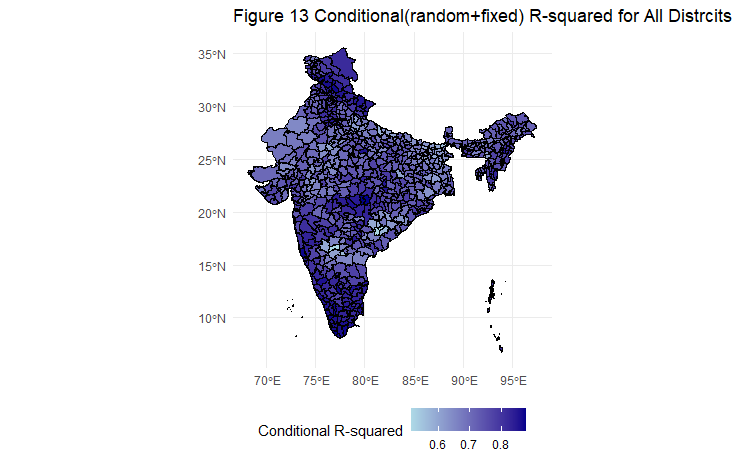 Figure 13 Conditional(random+fixed) R-squared for All Distrcits
35°N
30°N
25°N
20°N
15°N
10°N
70°E 75°E 80°E 85°E 90°E 95°E
Conditional R-squared
0.6 0.7 0.8